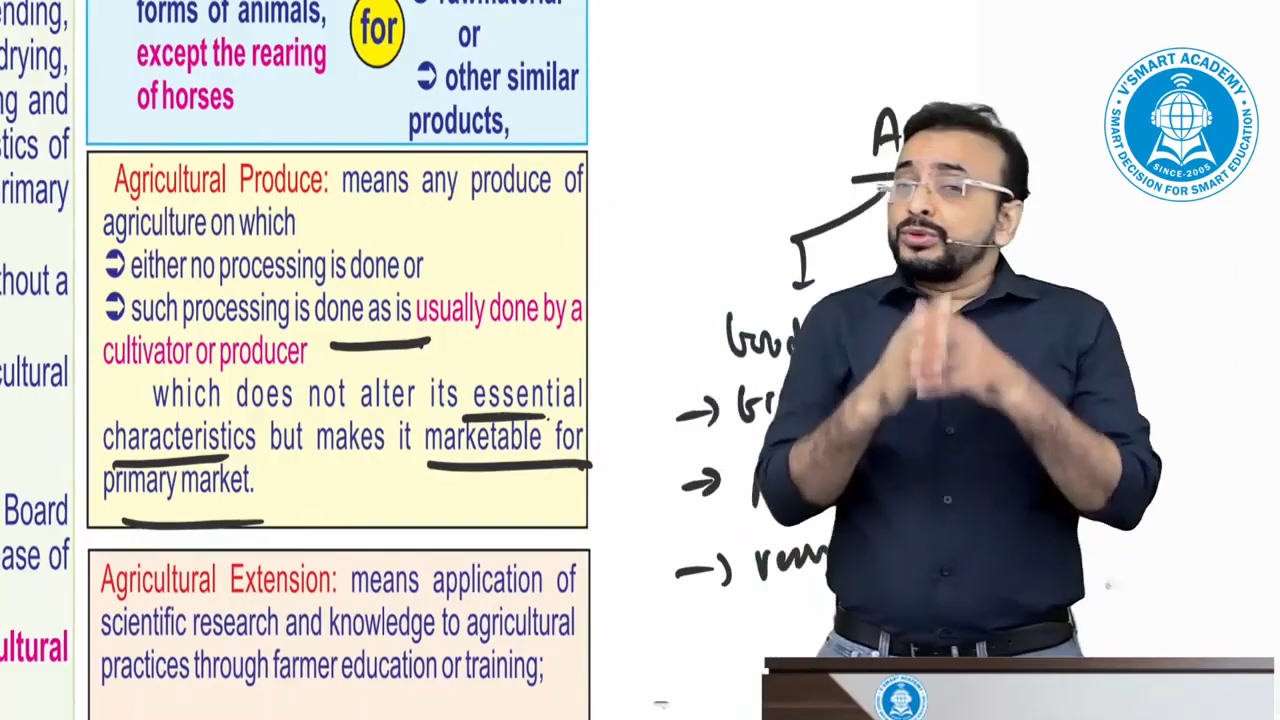 ending,
drying,
ng and
stics of
rimary
thout a
cultural
Board
ase of
ultural
forms of animals,
except the rearing
of horses
for
or
➲ other similar
products,
Agricultural Produce: means any produce of
agriculture on which
➲ either no processing is done or
➲ such processing is done as is usually done by a
cultivator or producer
which does not alter its essential
characteristics but makes it marketable for
primary market.
Agricultural Extension: means application of
scientific research and knowledge to agricultural
practices through farmer education or training;
A
V'SMART ACADEMY
SINCE-2005
SMART DECISION FOR SMART EDUCATION